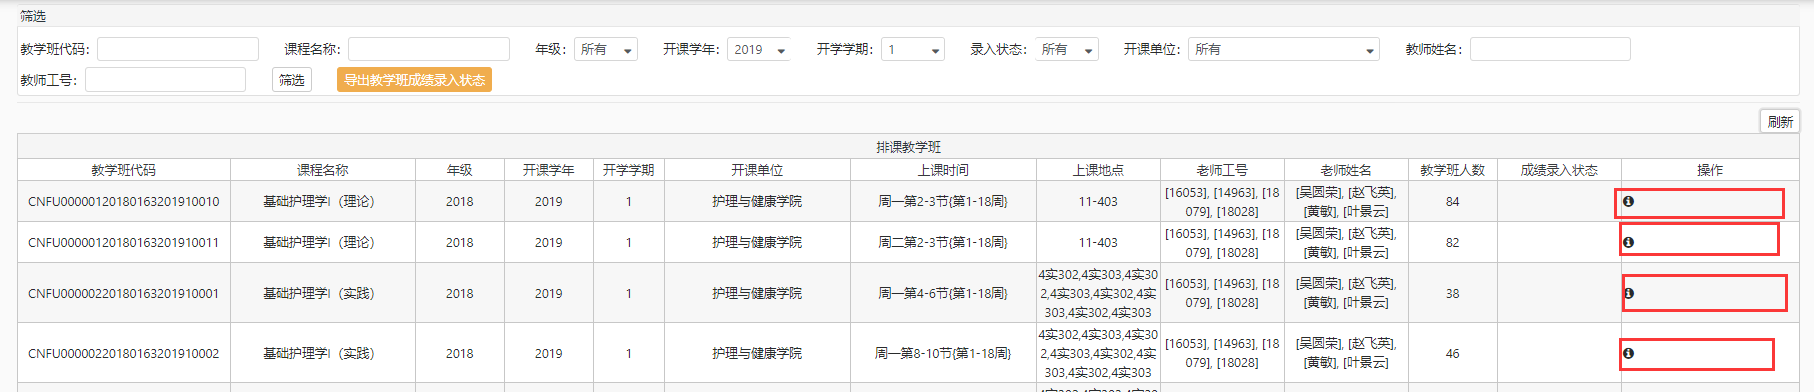 筛选
教学班代码: 课程名称: 年级: 所有 开课学年: 2019 开学学期: 1 录入状态: 所有 开课单位: 所有 教师姓名:
教师工号: 筛选 导出教学班成绩录入状态
刷新
排课教学班
教学班代码 课程名称 年级 开课学年 开学学期 开课单位 上课时间 上课地点 老师工号 老师姓名 教学班人数 成绩录入状态 操作
CNFU00000120180163201910010 基础护理学I（理论） 2018 2019 1 护理与健康学院 周一第2-3节{第1-18周} 11-403 [16053], [14963], [18 [吴圆荣], [赵飞英], 84
079], [18028] [黄敏], [叶景云]
CNFU00000120180163201910011 基础护理学I（理论） 2018 2019 1 护理与健康学院 周二第2-3节{第1-18周} 11-403 [16053], [14963], [18 [吴圆荣], [赵飞英], 82
079], [18028] [黄敏], [叶景云]
CNFU00000220180163201910001 基础护理学I（实践） 2018 2019 1 护理与健康学院 周一第4-6节{第1-18周} 4实302,4实303,4实30 [16053], [14963], [18 [吴圆荣], [赵飞英], 38
2,4实303,4实302,4实 079], [18028] [黄敏], [叶景云]
303,4实302,4实303
CNFU00000220180163201910002 基础护理学I（实践） 2018 2019 1 护理与健康学院 周一第8-10节{第1-18周} 4实302,4实303,4实30 [16053], [14963], [18 [吴圆荣], [赵飞英], 46
2,4实303,4实302,4实 079], [18028] [黄敏], [叶景云]
303,4实302,4实303